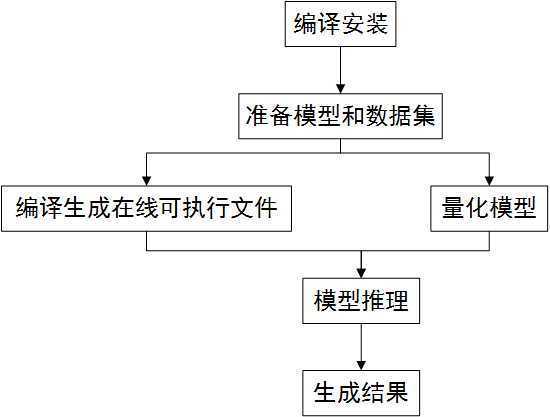 编译安装
准备模型和数据集
编译生成在线可执行文件
量化模型
模型推理
生成结果